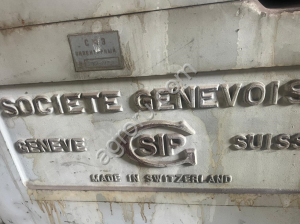 SOCIETE GENEVOIS
GENEVE SIP SUISS
MADE IN SWITZERLAND